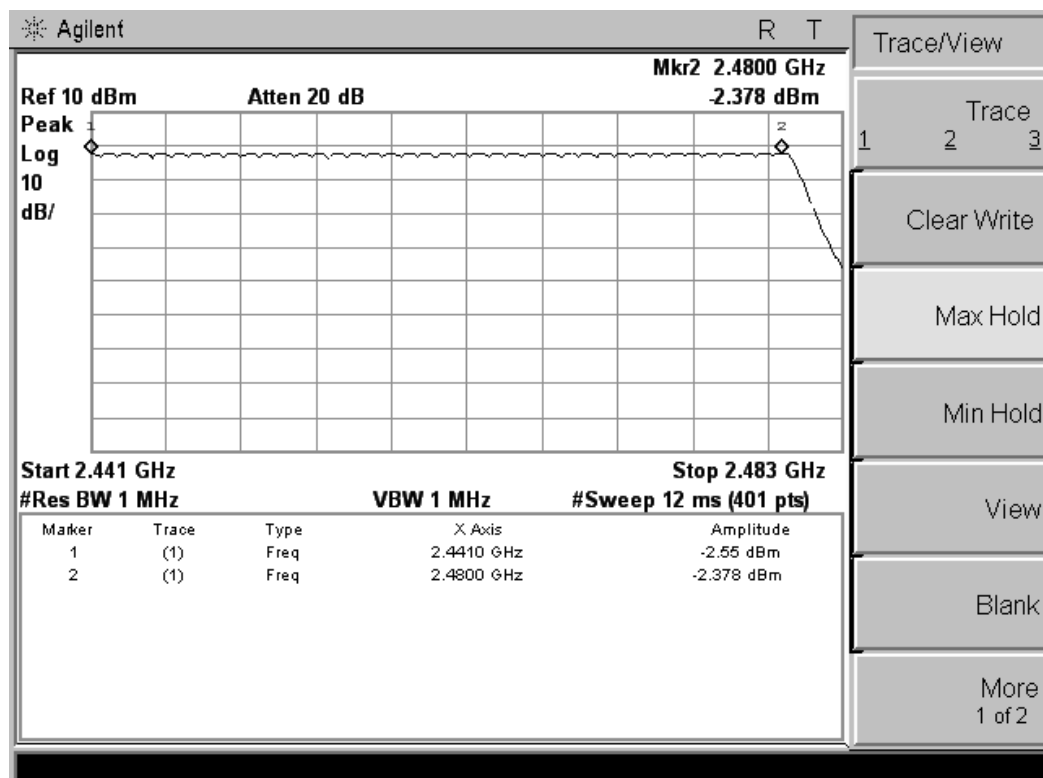 Agilent R T
Mkr2 2.4800 GHz
Ref 10 dBm Atten 20 dB -2.378 dBm
Peak
Log
10
dB/
1
2
Start 2.441 GHz Stop 2.483 GHz
#Res BW 1 MHz VBW 1 MHz #Sweep 12 ms (401 pts)
Marker Trace Type X Axis Amplitude
1 (1) Freq 2.4410 GHz -2.55 dBm
2 (1) Freq 2.4800 GHz -2.378 dBm
Trace/View
Trace
1 2 3
Clear Write
Max Hold
Min Hold
View
Blank
More
1 of 2